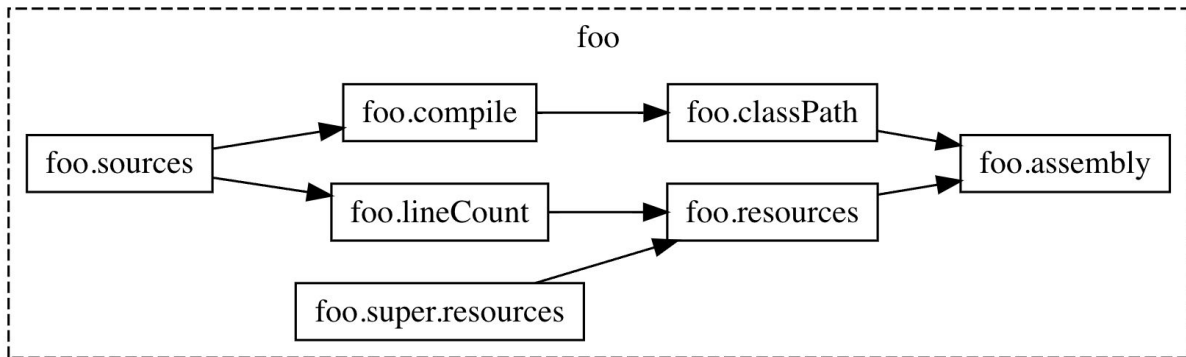 foo
foo.compile
foo.classPath
foo.sources
foo.assembly
foo.lineCount
foo.resources
foo.super.resources